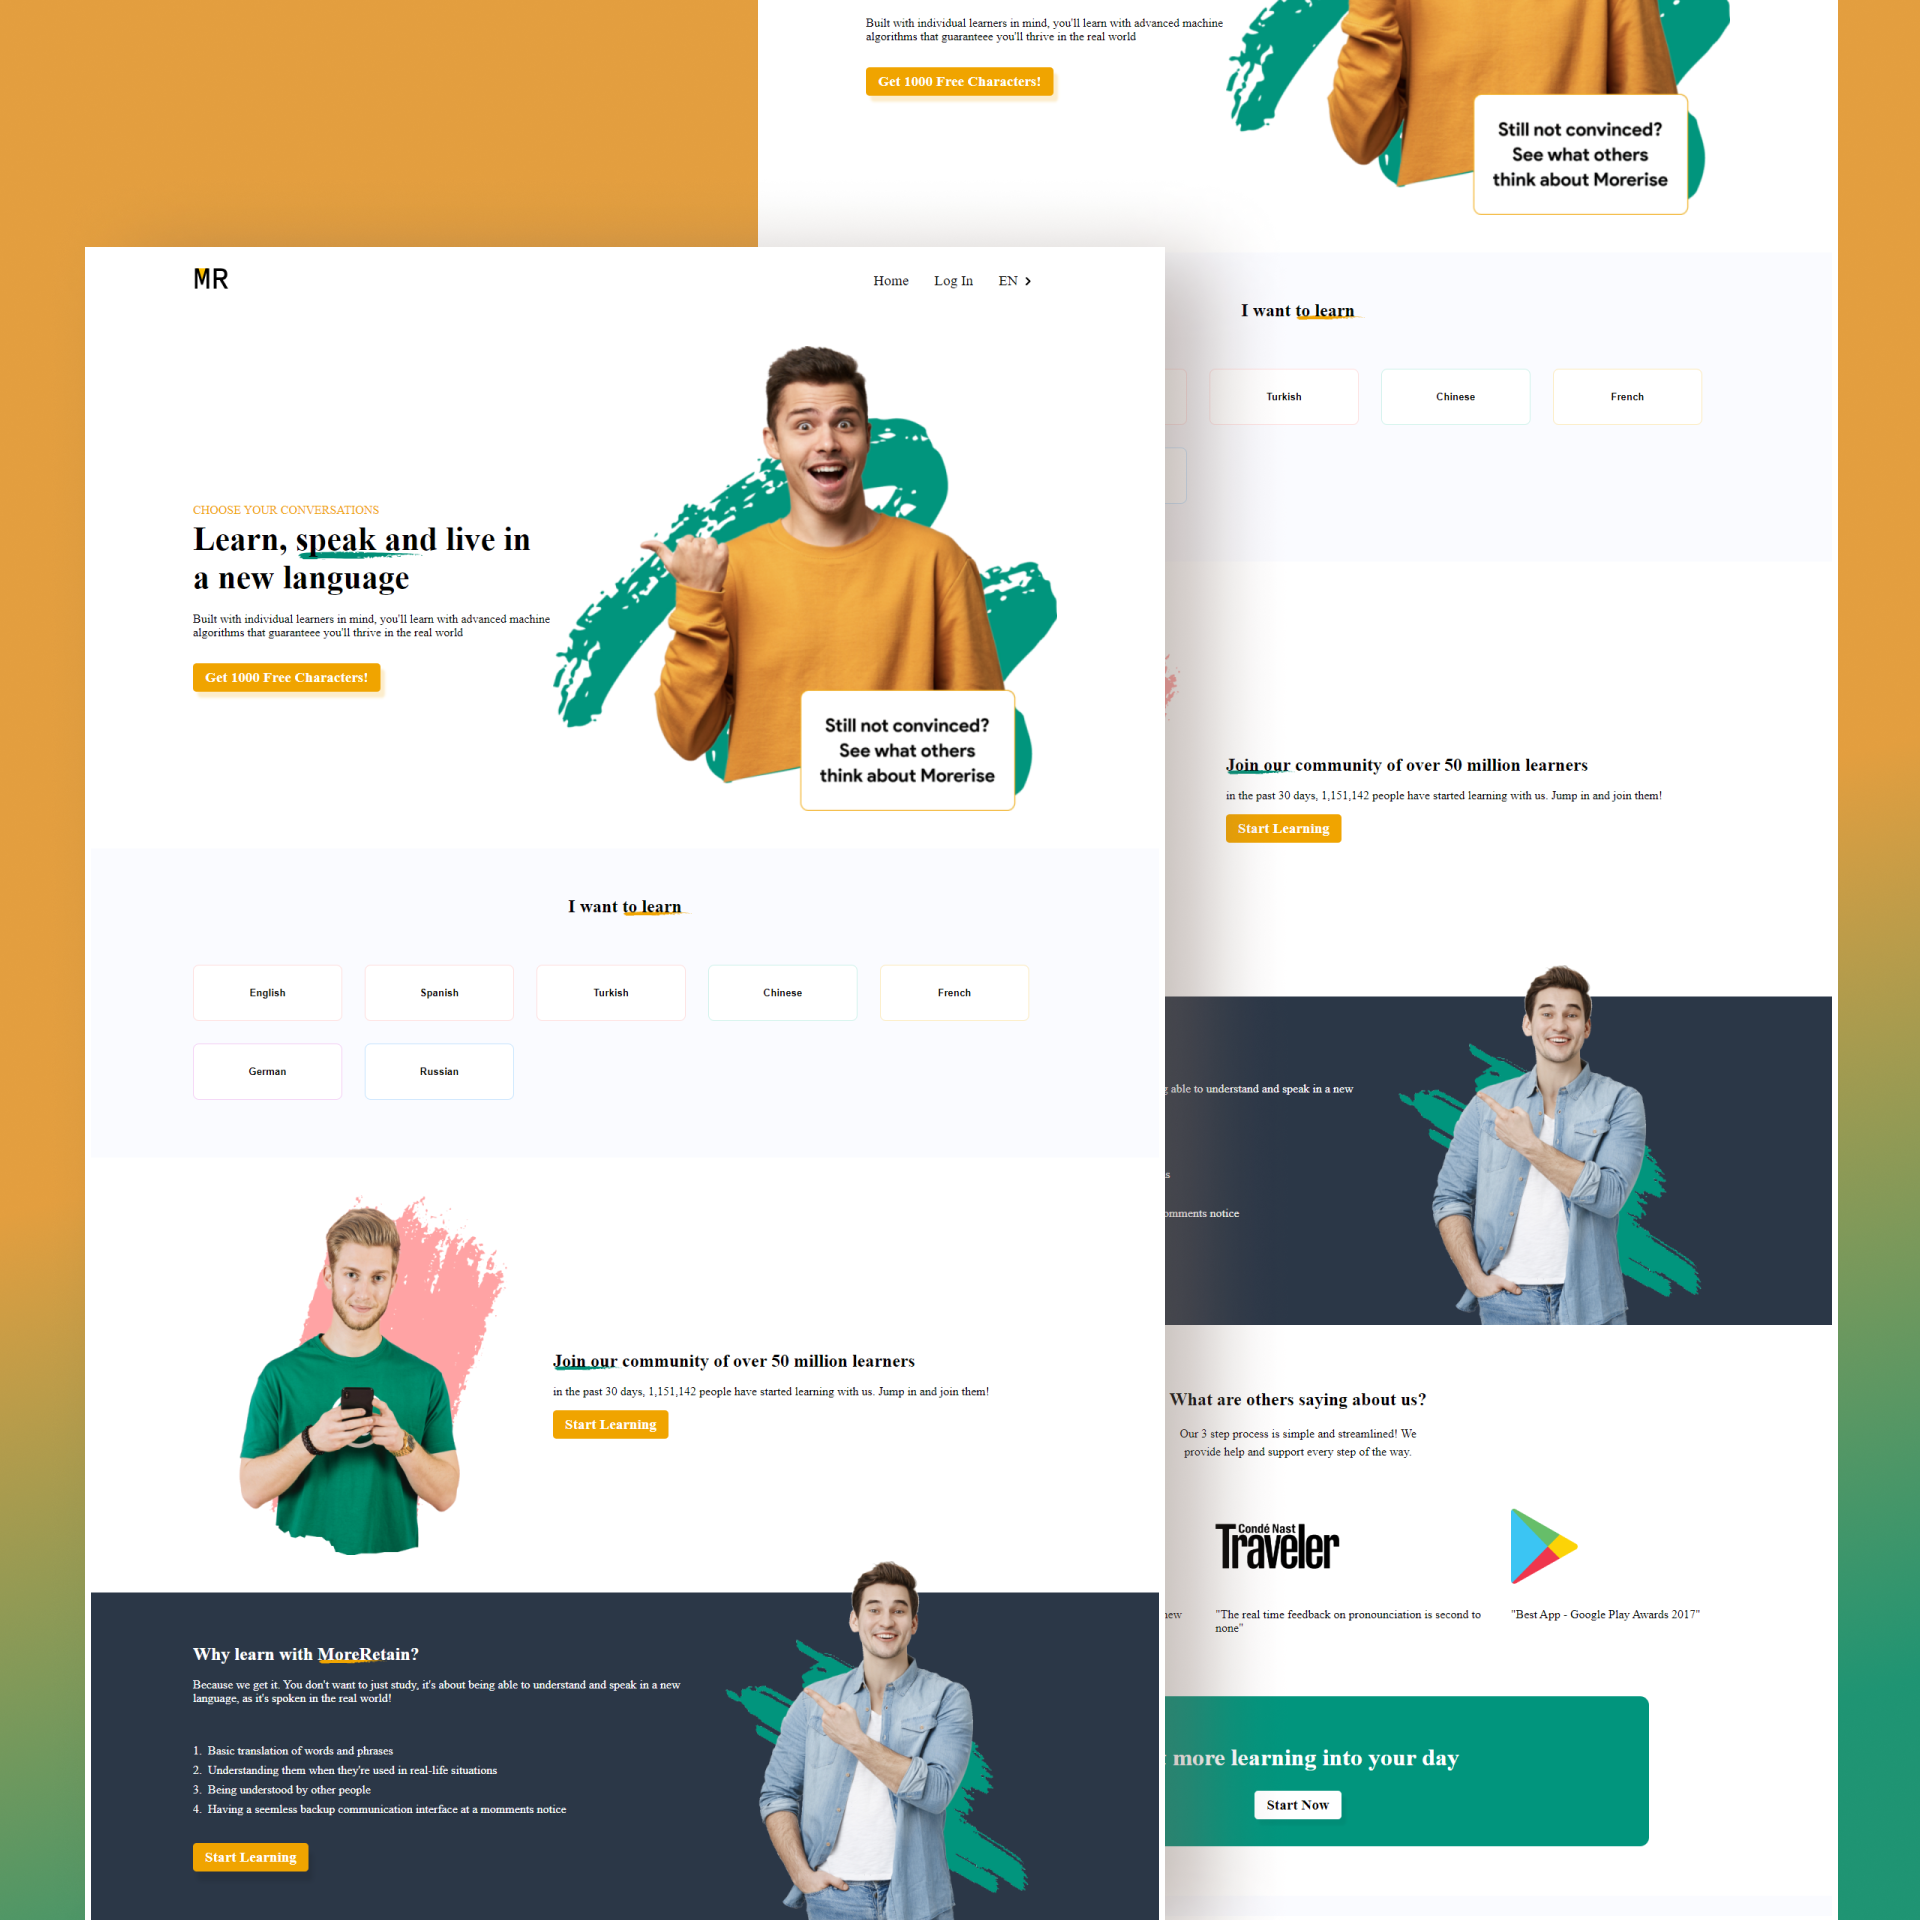 MR
Home
Log In
EN
CHOOSE YOUR CONVERSATIONS
Learn, speak and live in
a new language
Built with individual learners in mind, you'll learn with advanced machine
algorithms that guaranteee you'll thrive in the real world
Get 1000 Free Characters!
Still not convinced?
See what others
think about Morerise
I want to learn
English
Spanish
Turkish
Chinese
French
German
Russian
Join our community of over 50 million learners
in the past 30 days, 1,151,142 people have started learning with us. Jump in and join them!
Start Learning
Why learn with MoreRetain?
Because we get it. You don't want to just study, it's about being able to understand and speak in a new
language, as it's spoken in the real world!
1. Basic translation of words and phrases
2. Understanding them when they're used in real-life situations
3. Being understood by other people
4. Having a seemless backup communication interface at a momments notice
Start Learning
Built with individual learners in mind, you'll learn with advanced machine
algorithms that guaranteee you'll thrive in the real world
Get 1000 Free Characters!
Still not convinced?
See what others
think about Morerise
I want to learn
Turkish
Chinese
French
Join our community of over 50 million learners
in the past 30 days, 1,151,142 people have started learning with us. Jump in and join them!
Start Learning
able to understand and speak in a new
notice
What are others saying about us?
Our 3 step process is simple and streamlined! We
provide help and support every step of the way.
Condé Nast
Traveler
new
"The real time feedback on pronounciation is second to
none"
"Best App - Google Play Awards 2017"
more learning into your day
Start Now